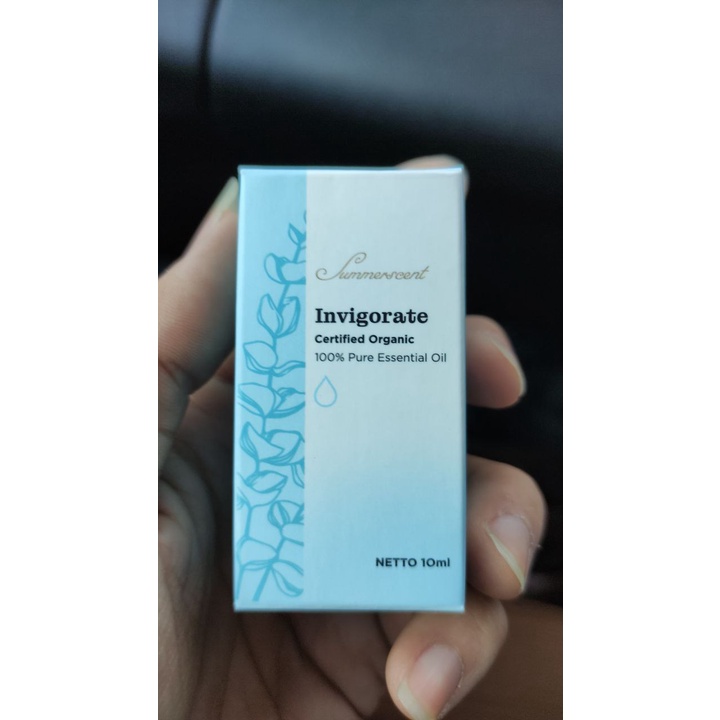 Summerscent
Invigorate
Certified Organic
100% Pure Essential Oil
NETTO 10ml